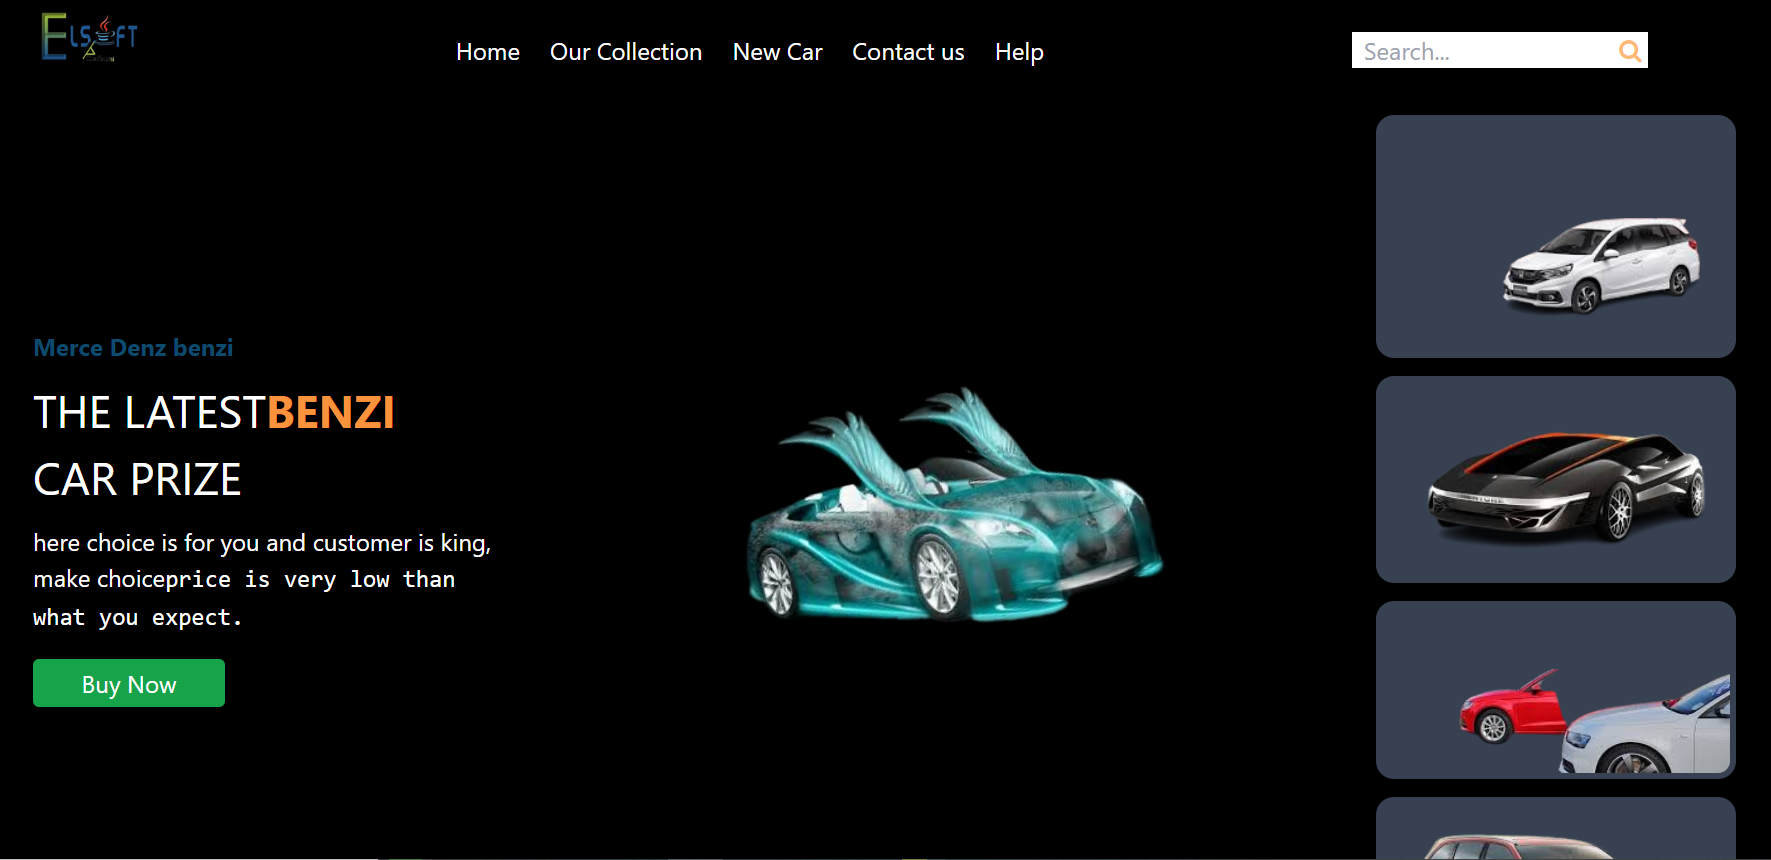 ELSOFT
Home Our Collection New Car Contact us Help
Search...
Merce Denz benzi
THE LATESTBENZI
CAR PRIZE
here choice is for you and customer is king,
make choiceprice is very low than
what you expect.
Buy Now